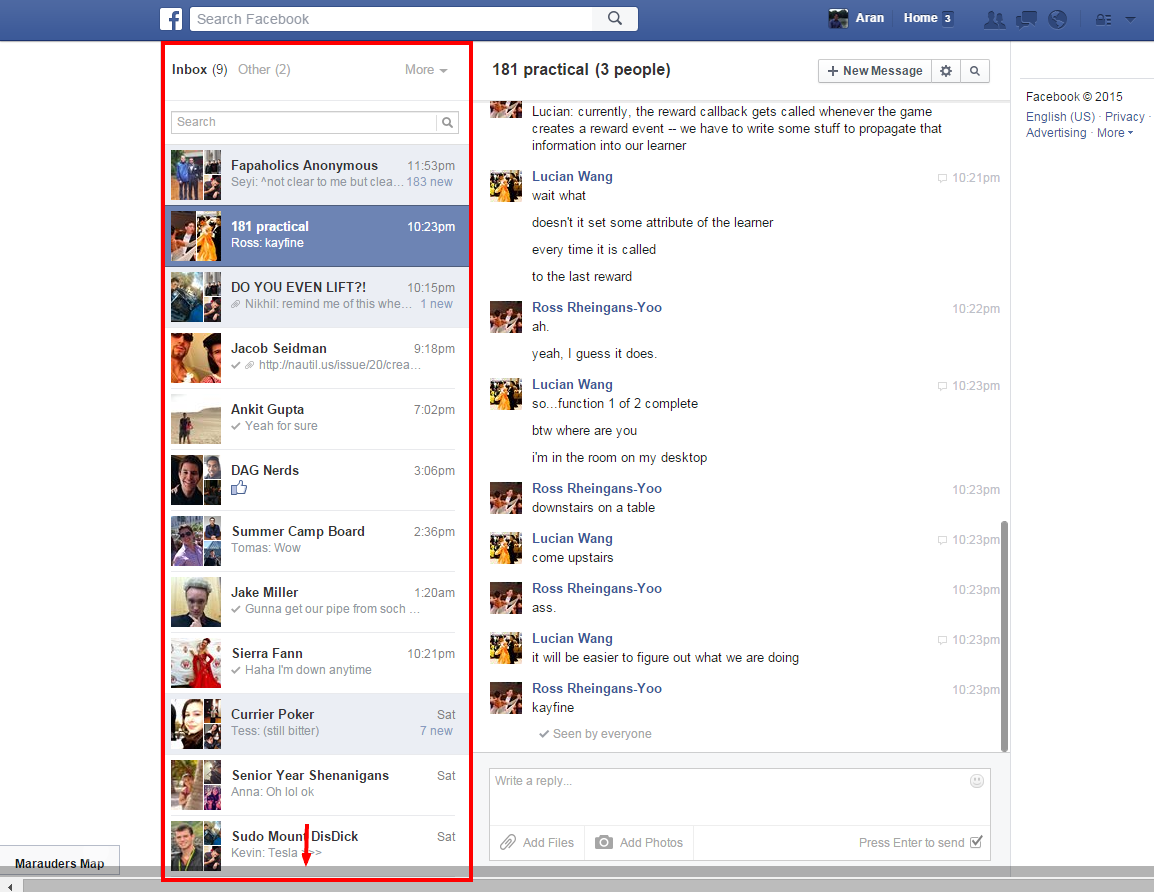 f
Search Facebook
Aran
Home 3
Inbox (9) Other (2) More
Search
Fapaholics Anonymous 11:53pm
Seyi: ^not clear to me but clea... 183 new
181 practical 10:23pm
Ross: kayfine
DO YOU EVEN LIFT?! 10:15pm
Nikhil: remind me of this whe... 1 new
Jacob Seidman 9:18pm
http://nautil.us/issue/20/crea...
Ankit Gupta 7:02pm
Yeah for sure
DAG Nerds 3:06pm
Summer Camp Board 2:36pm
Tomas: Wow
Jake Miller 1:20am
Gunna get our pipe from soch ...
Sierra Fann 10:21pm
Haha I'm down anytime
Currier Poker Sat
Tess: (still bitter) 7 new
Senior Year Shenanigans Sat
Anna: Oh lol ok
Sudo Mount DisDick Sat
Kevin: Tesla >>>
181 practical (3 people)
+ New Message
Lucian: currently, the reward callback gets called whenever the game
creates a reward event -- we have to write some stuff to propagate that
information into our learner
Lucian Wang 10:21pm
wait what
doesn't it set some attribute of the learner
every time it is called
to the last reward
Ross Rheingans-Yoo 10:22pm
ah.
yeah, I guess it does.
Lucian Wang 10:23pm
so...function 1 of 2 complete
btw where are you
i'm in the room on my desktop
Ross Rheingans-Yoo 10:23pm
downstairs on a table
Lucian Wang 10:23pm
come upstairs
Ross Rheingans-Yoo 10:23pm
ass.
Lucian Wang 10:23pm
it will be easier to figure out what we are doing
Ross Rheingans-Yoo 10:23pm
kayfine
Seen by everyone
Write a reply...
Add Files Add Photos Press Enter to send
Facebook © 2015
English (US) · Privacy ·
Advertising · More
Marauders Map